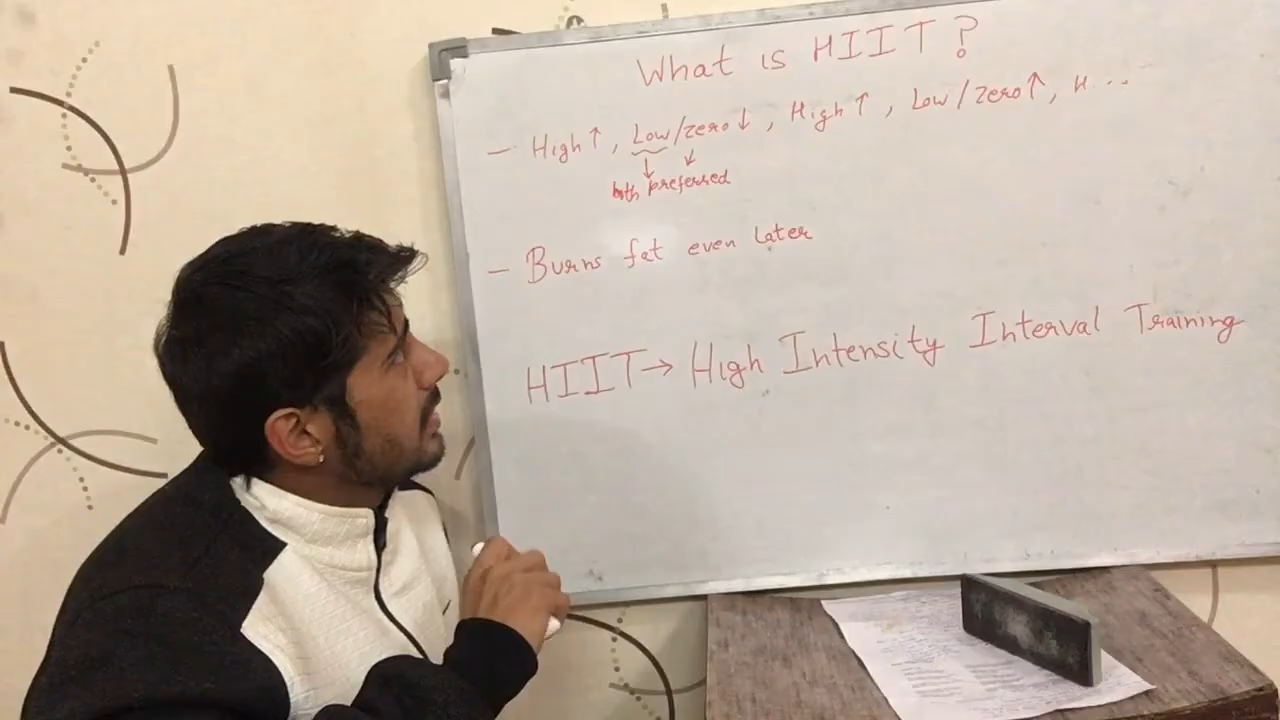 What is HIIT?
- High ↑, Low/zero ↓, High ↑, Low/zero ↑, H...
↓ ↙
both preferred
- Burns fat even later
HIIT → High Intensity Interval Training